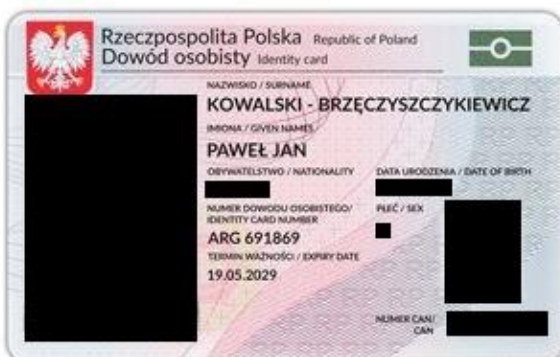 Rzeczpospolita Polska Republic of Poland
Dowód osobisty Identity card
NAZWISKO / SURNAME
KOWALSKI - BRZĘCZYSZCZYKIEWICZ
IMIONA / GIVEN NAMES
PAWEŁ JAN
OBYWATELSTWO / NATIONALITY DATA URODZENIA / DATE OF BIRTH
NUMER DOWODU OSOBISTEGO/ PŁEĆ / SEX
IDENTITY CARD NUMBER
ARG 691869
TERMIN WAŻNOŚCI / EXPIRY DATE
19.05.2029
NUMER CAN/
CAN